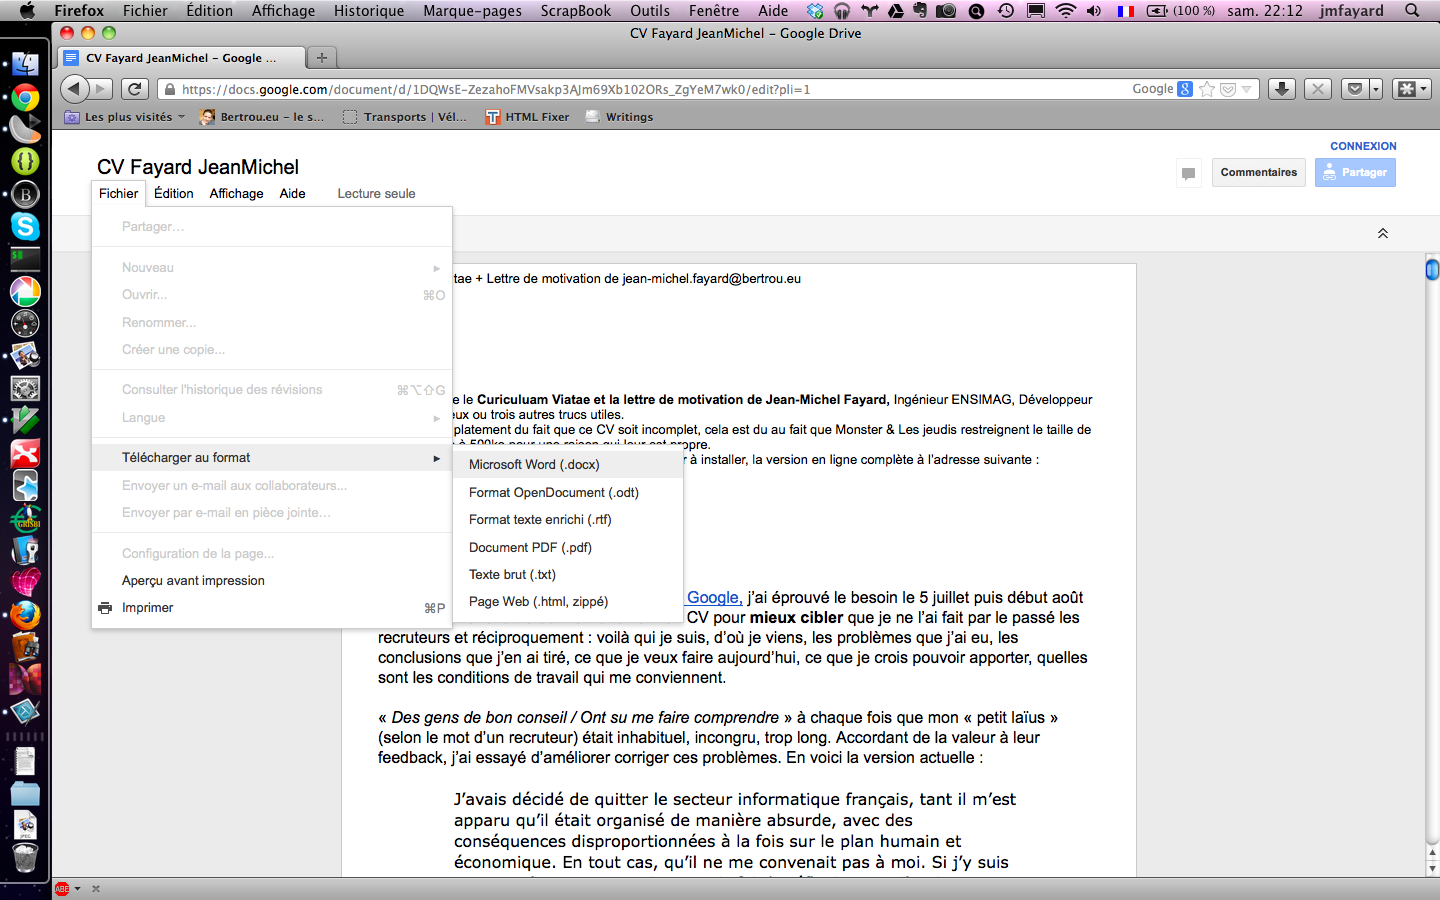 Firefox Fichier Édition Affichage Historique Marque-pages ScrapBook Outils Fenêtre Aide (100 %) sam. 22:12 jmfayard
CV Fayard JeanMichel – Google Drive
CV Fayard JeanMichel – Google ...
https://docs.google.com/document/d/1DQWsE-ZezahoFMVsakp3AJm69Xb102ORs_ZgYeM7wk0/edit?pli=1 Google
Les plus visités Bertrou.eu – le s... Transports | Vél... HTML Fixer Writings
CONNEXION
CV Fayard JeanMichel
Commentaires Partager
Fichier Édition Affichage Aide Lecture seule
Partager...
Nouveau
Ouvrir... ⌘O
Renommer...
Créer une copie...
Consulter l'historique des révisions ⌘⌥⇧G
Langue
Télécharger au format
Envoyer un e-mail aux collaborateurs...
Envoyer par e-mail en pièce jointe...
Configuration de la page...
Aperçu avant impression
Imprimer ⌘P
Microsoft Word (.docx)
Format OpenDocument (.odt)
Format texte enrichi (.rtf)
Document PDF (.pdf)
Texte brut (.txt)
Page Web (.html, zippé)
tae + Lettre de motivation de jean-michel.fayard@bertrou.eu
e le Curiculuam Viatae et la lettre de motivation de Jean-Michel Fayard, Ingénieur ENSIMAG, Développeur
eux ou trois autres trucs utiles.
platement du fait que ce CV soit incomplet, cela est du au fait que Monster & Les jeudis restreignent le taille de
à 500ko pour une raison qui leur est propre.
r à installer, la version en ligne complète à l'adresse suivante :
Google, j'ai éprouvé le besoin le 5 juillet puis début août
CV pour mieux cibler que je ne l'ai fait par le passé les
recruteurs et réciproquement : voilà qui je suis, d'où je viens, les problèmes que j'ai eu, les
conclusions que j'en ai tiré, ce que je veux faire aujourd'hui, ce que je crois pouvoir apporter, quelles
sont les conditions de travail qui me conviennent.
« Des gens de bon conseil / Ont su me faire comprendre » à chaque fois que mon « petit laïus »
(selon le mot d'un recruteur) était inhabituel, incongru, trop long. Accordant de la valeur à leur
feedback, j'ai essayé d'améliorer corriger ces problèmes. En voici la version actuelle :
J'avais décidé de quitter le secteur informatique français, tant il m'est
apparu qu'il était organisé de manière absurde, avec des
conséquences disproportionnées à la fois sur le plan humain et
économique. En tout cas, qu'il ne me convenait pas à moi. Si j'y suis
ABP